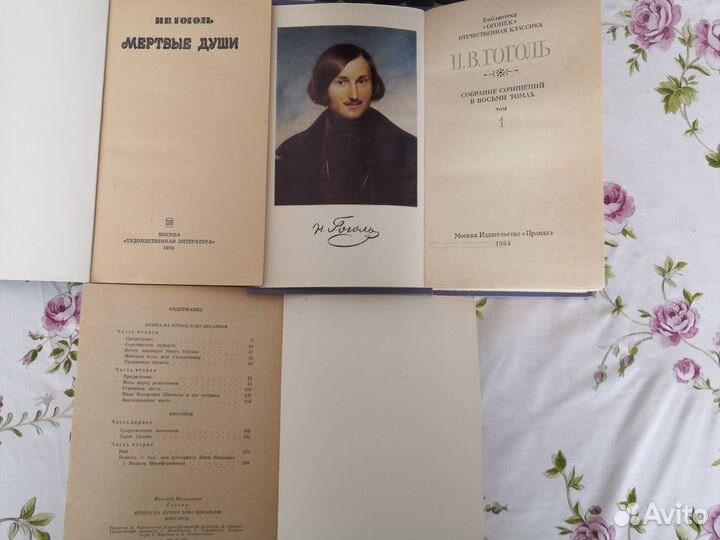 Н.В.ГОГОЛЬ
МЕРТВЫЕ ДУШИ
МОСКВА
«ХУДОЖЕСТВЕННАЯ ЛИТЕРАТУРА»
Н. Гоголь
Библиотека
"ОГОНЕК"
ОТЕЧЕСТВЕННАЯ КЛАССИКА
Н.В.ГОГОЛЬ
СОБРАНИЕ СОЧИНЕНИЙ
В ВОСЬМИ ТОМАХ
ТОМ
1
Москва. Издательство «Правда»
1984
СОДЕРЖАНИЕ
ВЕЧЕРА НА ХУТОРЕ БЛИЗ ДИКАНЬКИ
Часть первая
Предисловие
Сорочинская ярмарка
Вечер накануне Ивана Купала
Майская ночь, или Утопленница
Пропавшая грамота
Часть вторая
Предисловие
Ночь перед рождеством
Страшная месть
Иван Федорович Шпонька и его тетушка
Заколдованное место
МИРГОРОД
Часть первая
Старосветские помещики
Тарас Бульба
Часть вторая
Вий
Повесть о том, как поссорился Иван Иванович
с Иваном Никифоровичем
Николай Васильевич
Гоголь
ВЕЧЕРА НА ХУТОРЕ БЛИЗ ДИКАНЬКИ
МИРГОРОД
Avito